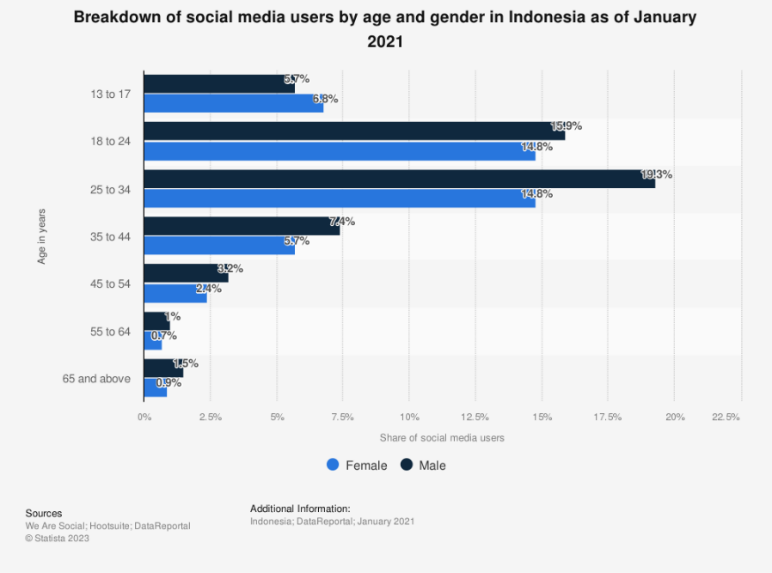 Breakdown of social media users by age and gender in Indonesia as of January
2021
Age in years
13 to 17
5.7%
6.8%
18 to 24
15.9%
14.8%
25 to 34
19.3%
14.8%
35 to 44
7.4%
5.7%
45 to 54
3.2%
2.4%
55 to 64
1%
0.7%
65 and above
1.5%
0.9%
0% 2.5% 5% 7.5% 10% 12.5% 15% 17.5% 20% 22.5%
Share of social media users
Female Male
Sources
We Are Social; Hootsuite; DataReportal
© Statista 2023
Additional Information:
Indonesia; DataReportal; January 2021